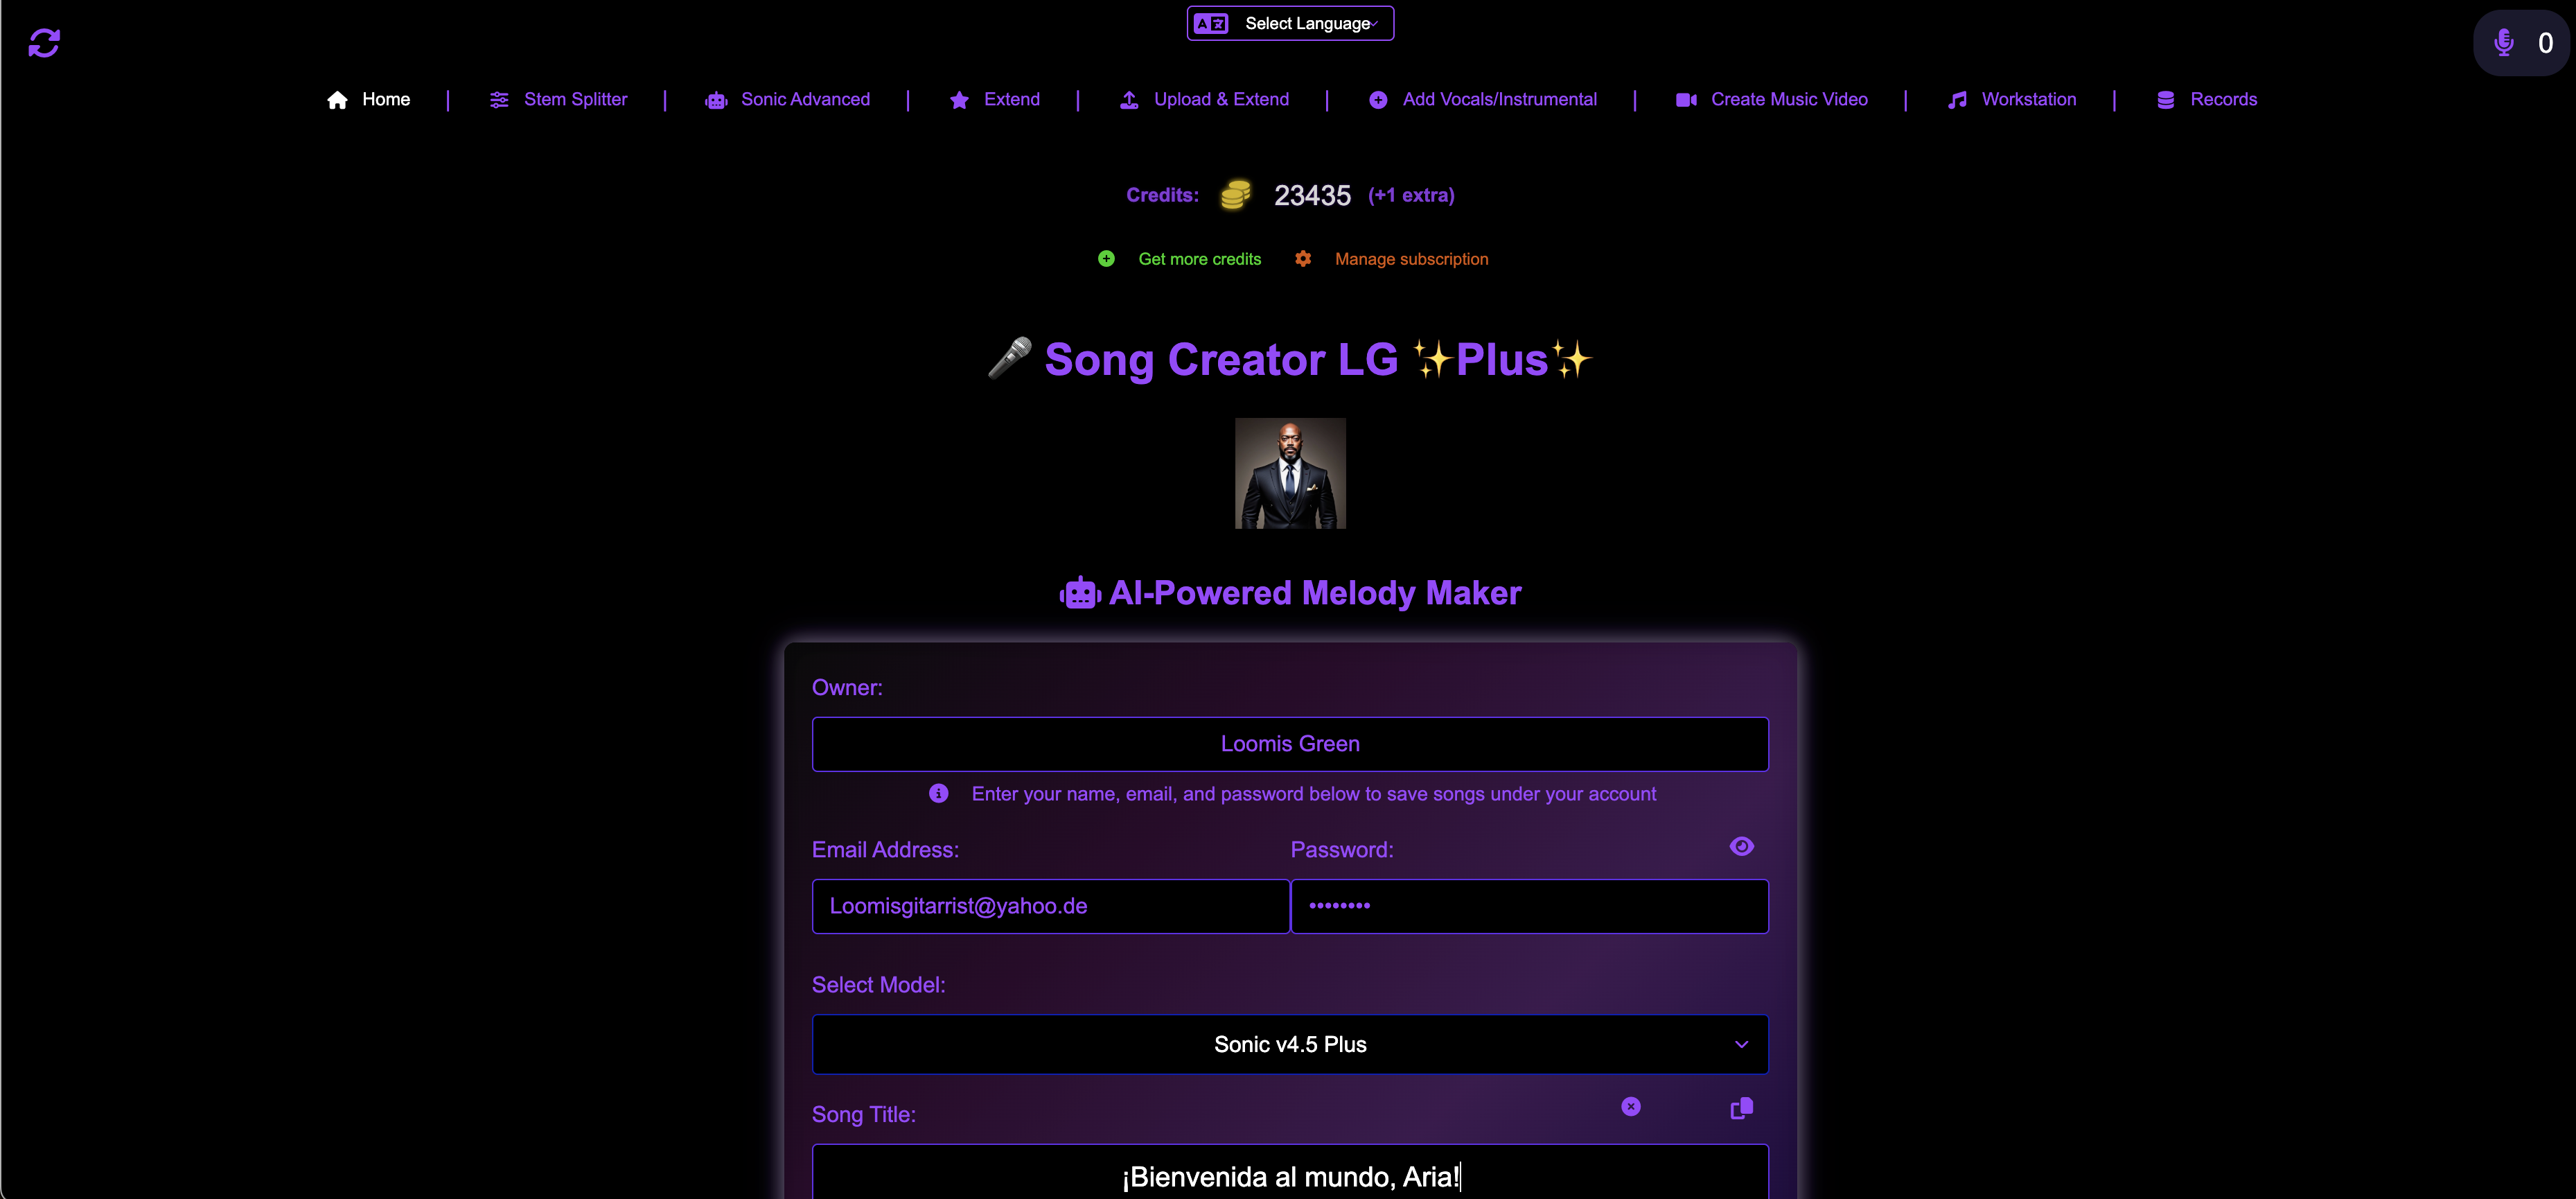 Select Language
0
Home | Stem Splitter | Sonic Advanced | Extend | Upload & Extend | Add Vocals/Instrumental | Create Music Video | Workstation | Records
Credits: 23435 (+1 extra)
Get more credits Manage subscription
🎤 Song Creator LG ✨Plus✨
AI-Powered Melody Maker
Owner:
Loomis Green
Enter your name, email, and password below to save songs under your account
Email Address: Password:
Loomisgitarrist@yahoo.de ••••••••
Select Model:
Sonic v4.5 Plus
Song Title:
¡Bienvenida al mundo, Aria!